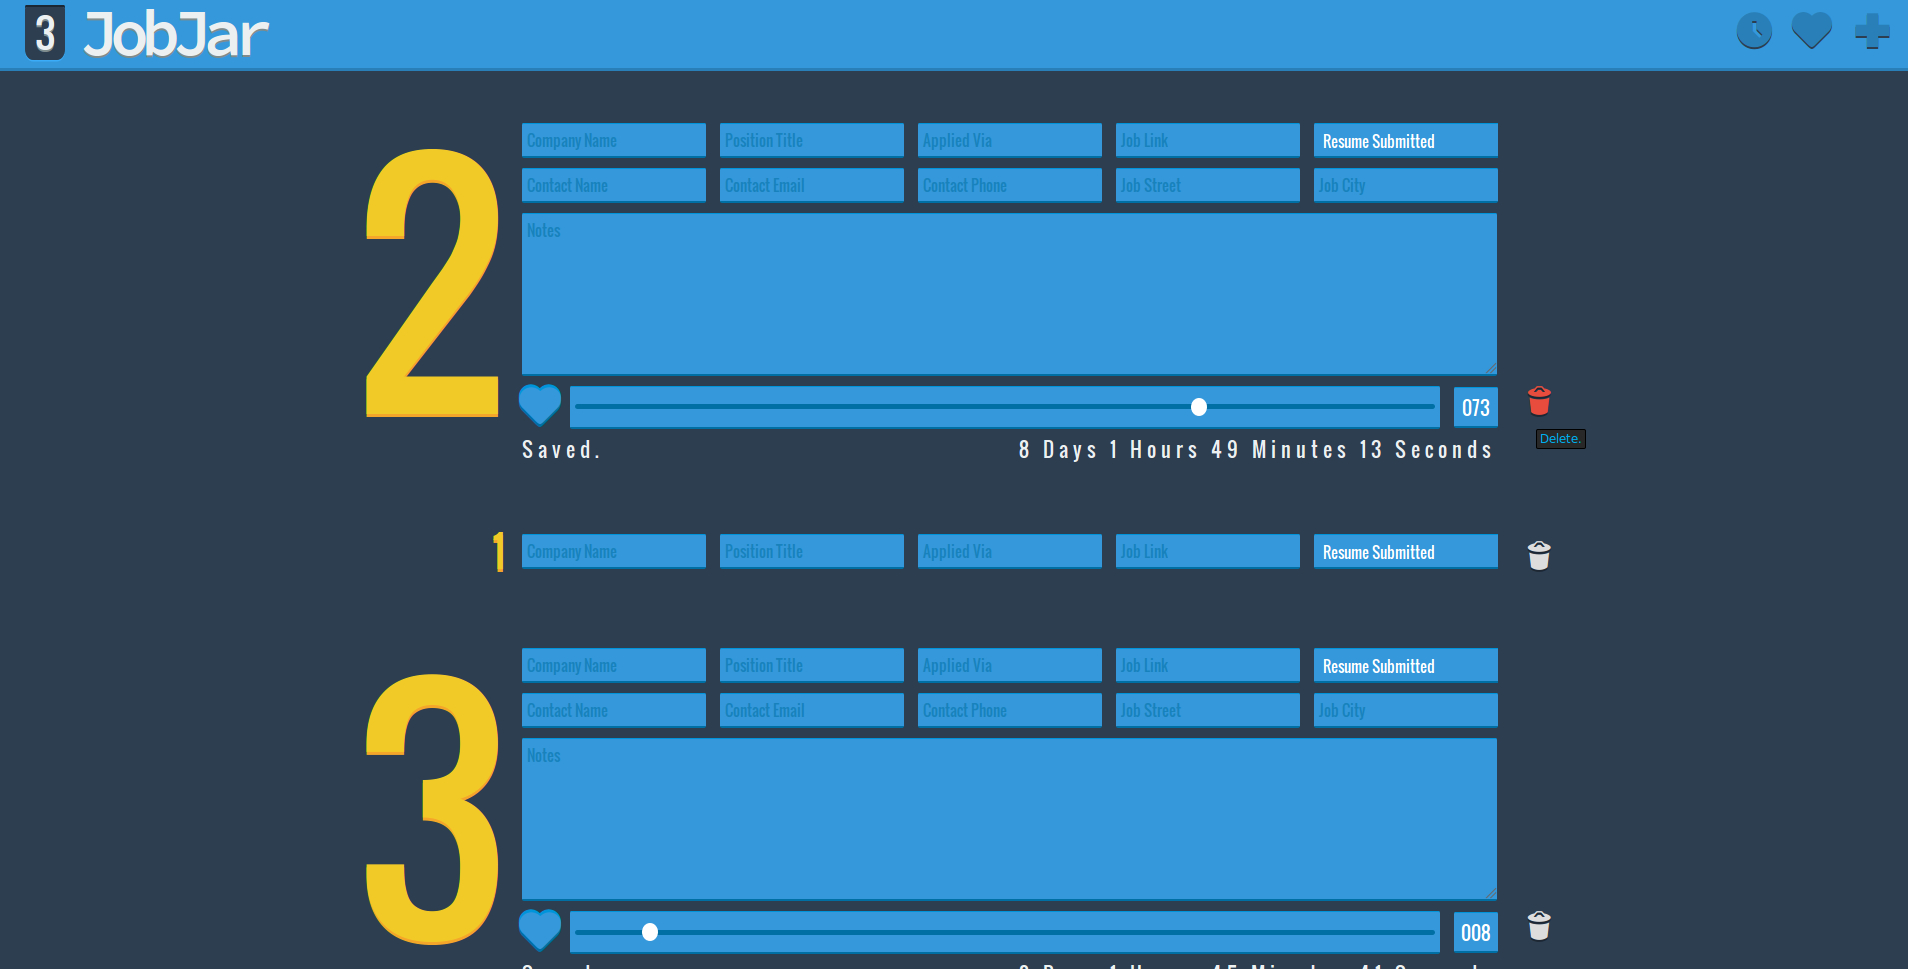 3 JobJar
Company Name Position Title Applied Via Job Link Resume Submitted
2
Contact Name Contact Email Contact Phone Job Street Job City
Notes
073
Delete.
Saved. 8 Days 1 Hours 49 Minutes 13 Seconds
1 Company Name Position Title Applied Via Job Link Resume Submitted
Company Name Position Title Applied Via Job Link Resume Submitted
3
Contact Name Contact Email Contact Phone Job Street Job City
Notes
008